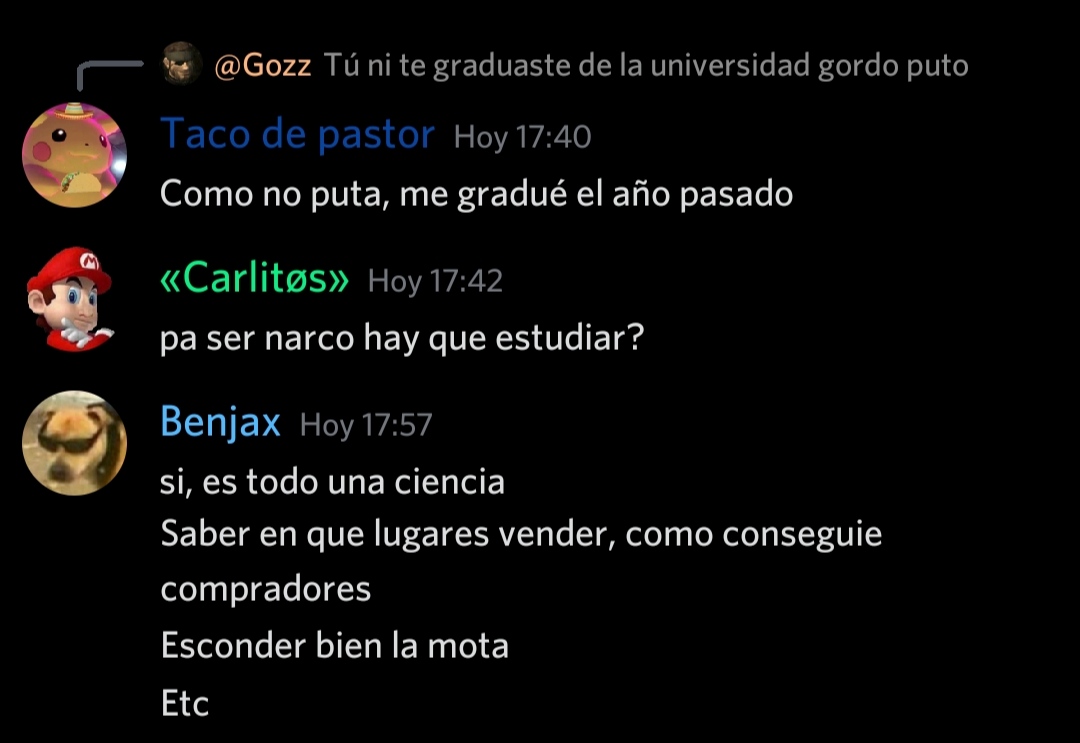 @Gozz Tú ni te graduaste de la universidad gordo puto
Taco de pastor Hoy 17:40
Como no puta, me gradué el año pasado
«Carlitøs» Hoy 17:42
pa ser narco hay que estudiar?
Benjax Hoy 17:57
si, es todo una ciencia
Saber en que lugares vender, como conseguie
compradores
Esconder bien la mota
Etc